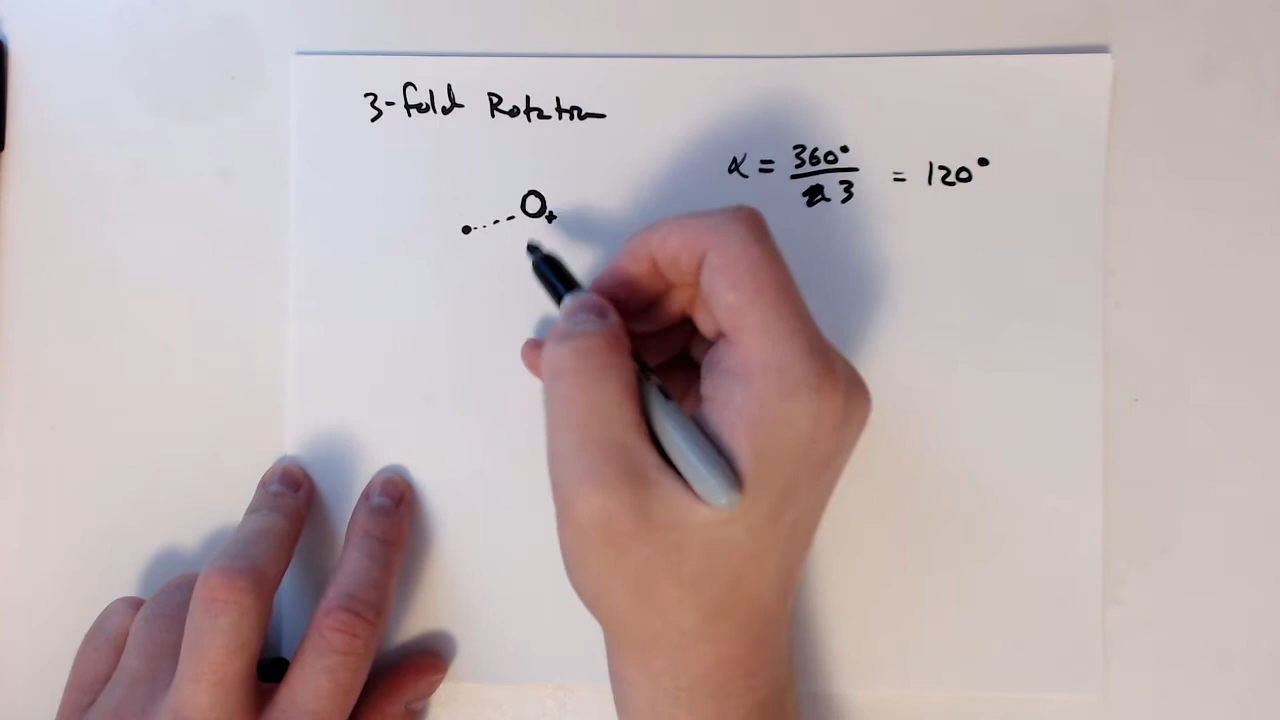 3-fold Rotation
α = 360° / 3 = 120°
O+